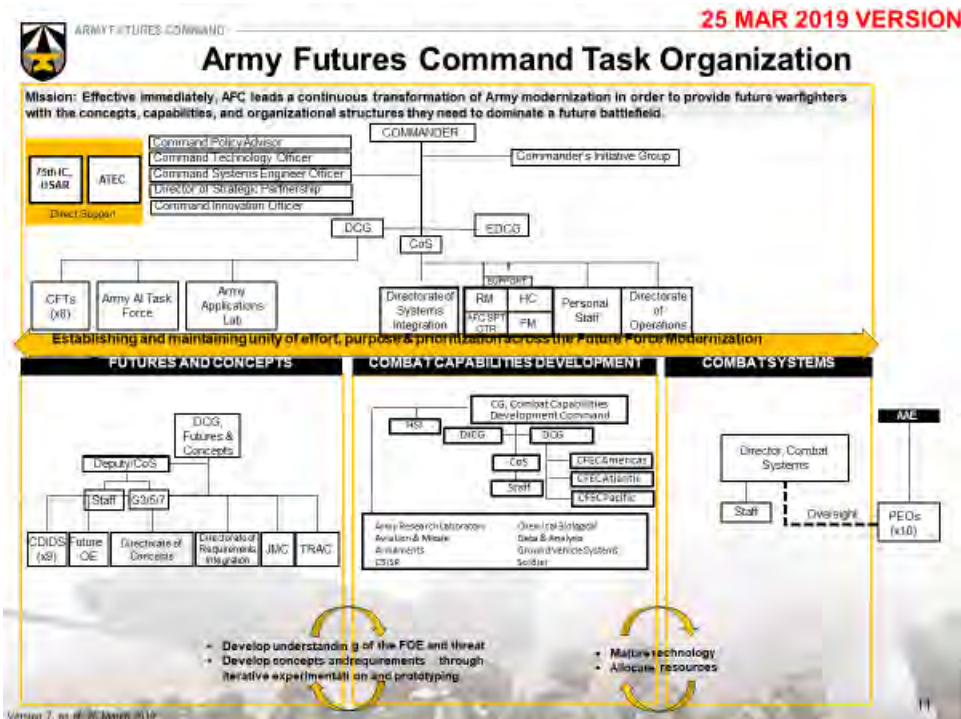 25 MAR 2019 VERSION
ARMY FUTURES COMMAND
Army Futures Command Task Organization
Mission: Effective immediately, AFC leads a continuous transformation of Army modernization in order to provide future warfighters
with the concepts, capabilities, and organizational structures they need to dominate a future battlefield.
COMMANDER
Command Policy Advisor
Command Technology Officer
Command Systems Engineer Officer
Director of Strategic Partnership
Command Innovation Officer
Commander's Initiative Group
75th IC,
USAR
ATEC
Direct Support
DCG
EDCG
CoS
CFTs
(x8)
Army AI Task
Force
Army
Applications
Lab
Directorate of
Systems
Integration
SUPPORT
RM
HC
AFC SPT
CTR
FM
Personal
Staff
Directorate
of
Operations
Establishing and maintaining unity of effort, purpose & prioritization across the Future Force Modernization
FUTURES AND CONCEPTS
COMBAT CAPABILITIES DEVELOPMENT
COMBAT SYSTEMS
DCG,
Futures &
Concepts
Deputy/CoS
Staff
G3/5/7
CDIDS
(x9)
Future
OE
Directorate of
Concepts
Directorate of
Requirements
Integration
JMC
TRAC
CG, Combat Capabilities
Development Command
HSI
DCG
CoS
Staff
CFEC Americas
CFEC Atlantic
CFEC Pacific
Army Research Laboratory
Aviation & Missile
Armaments
C5ISR
Chemical Biological
Data & Analysis
Ground Vehicle Systems
Soldier
AAE
Director, Combat
Systems
Staff
Oversight
PEOs
(x10)
• Develop understanding of the FOE and threat
• Develop concepts and requirements through
iterative experimentation and prototyping
• Mature technology
• Allocate resources
11